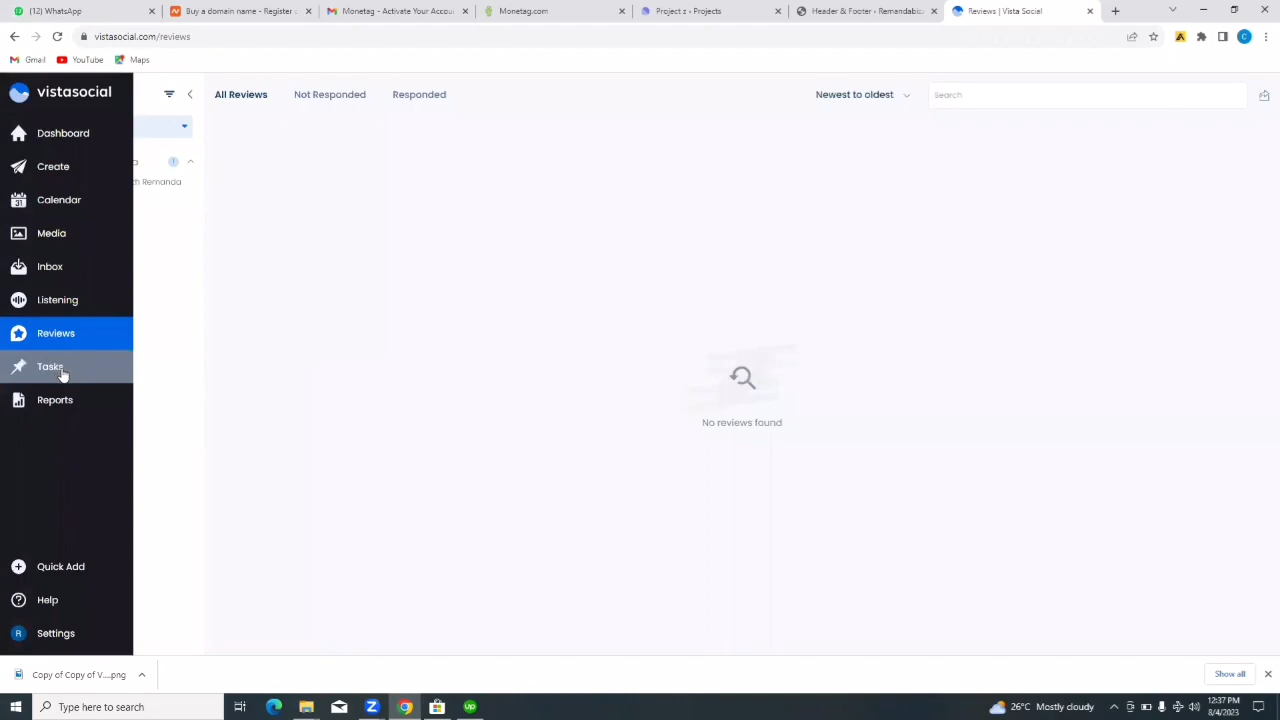 (12) WhatsApp
Buy a domain name - Register
Monetag - Activate Your Accou
Monetag.com
Project z - Projects
Header & Footer ‹ Remandabiz
Reviews | Vista Social
vistasocial.com/reviews
Gmail
YouTube
Maps
vistasocial
All Reviews
Not Responded
Responded
Newest to oldest
Search
Dashboard
Create
Calendar
Media
Inbox
Listening
Reviews
Tasks
Reports
Quick Add
Help
R
Settings
a
1
th Remanda
No reviews found
Copy of Copy of V....png
Show all
Type here to search
26°C Mostly cloudy
12:37 PM
8/4/2023